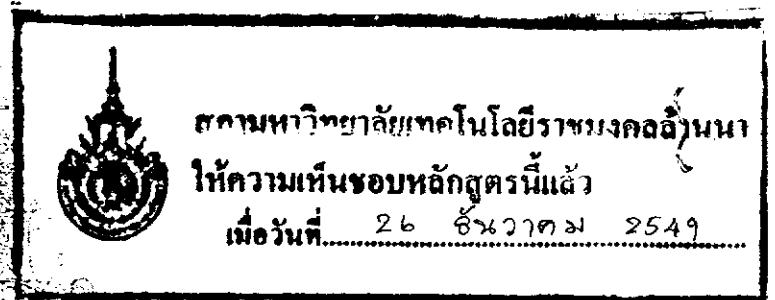 สภามหาวิทยาลัยเทคโนโลยีราชมงคลล้านนา
ให้ความเห็นชอบหลักสูตรนี้แล้ว
เมื่อวันที่........26 ธันวาคม 2549........